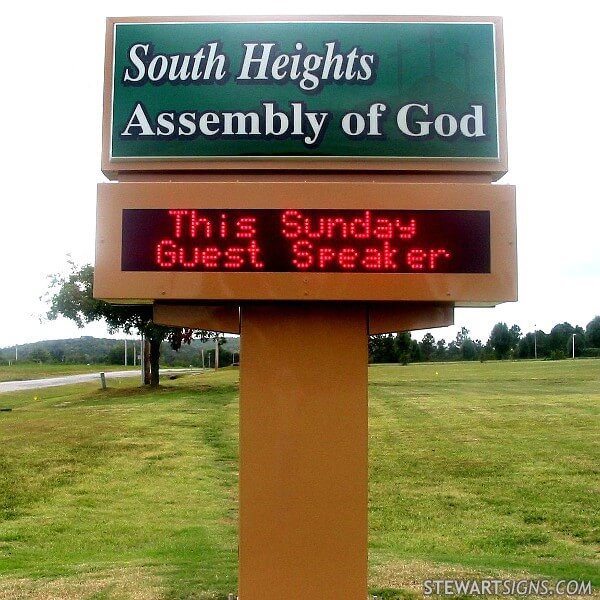 South Heights
Assembly of God
This Sunday
Guest Speaker
STEWARTSIGNS.COM